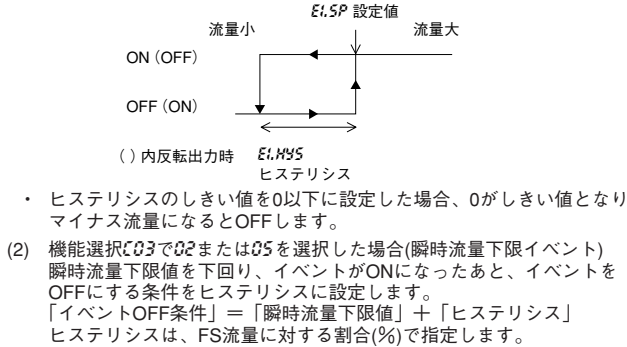 E1.SP 設定値
流量小 流量大
ON（OFF）
OFF（ON）
（ ）内反転出力時 E1.HYS
ヒステリシス
・ ヒステリシスのしきい値を0以下に設定した場合、0がしきい値となり
マイナス流量になるとOFFします。
(2) 機能選択C03で02または05を選択した場合(瞬時流量下限イベント)
瞬時流量下限値を下回り、イベントがONになったあと、イベントを
OFFにする条件をヒステリシスに設定します。
「イベントOFF条件」＝「瞬時流量下限値」＋「ヒステリシス」
ヒステリシスは、FS流量に対する割合(%)で指定します。